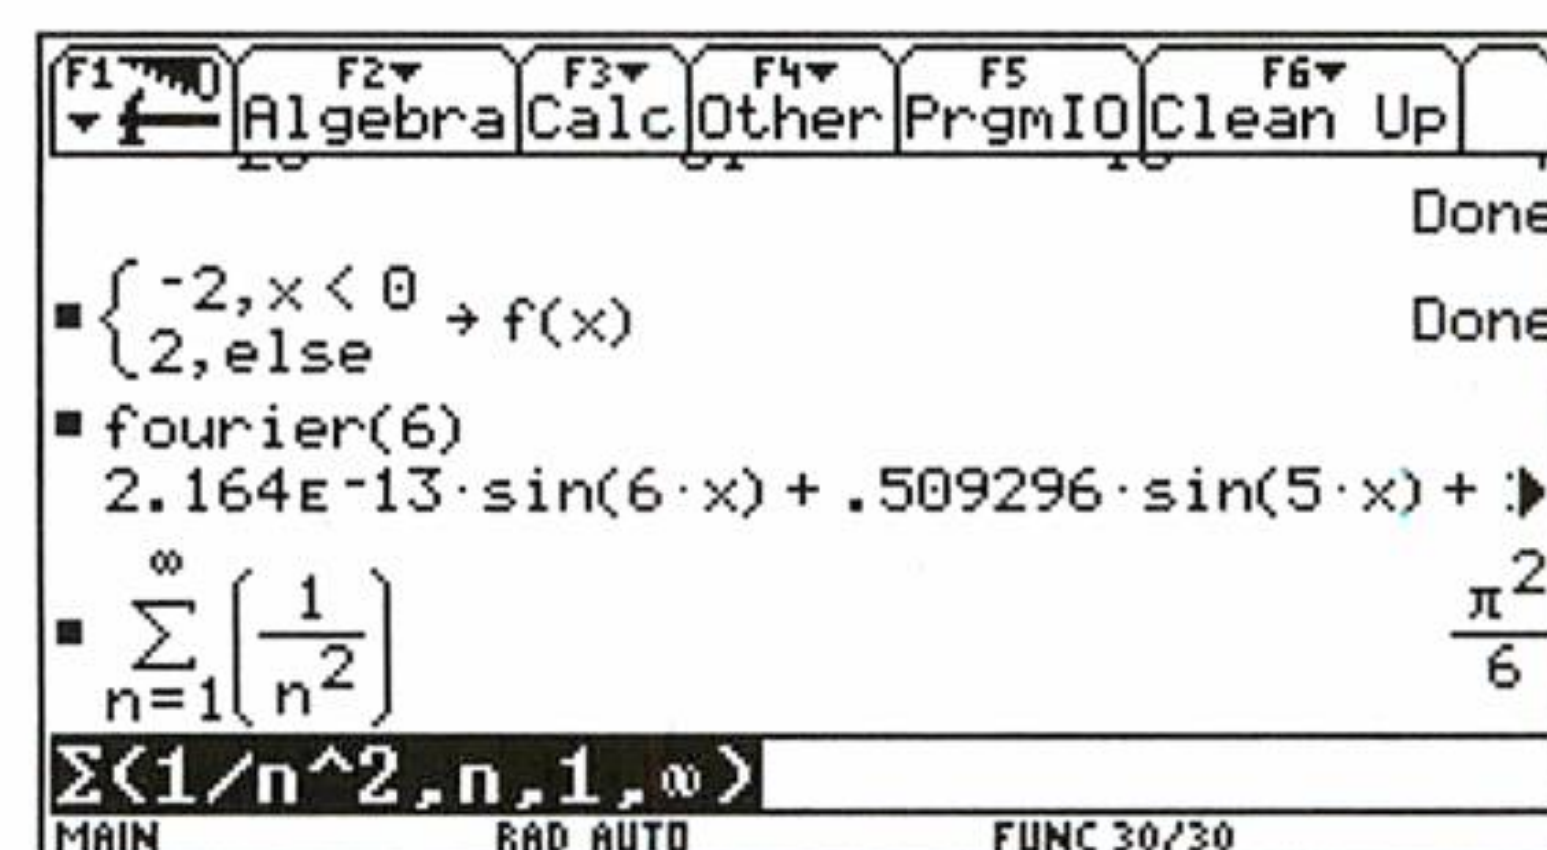 F1 F2 F3 F4 F5 F6
Algebra Calc Other PrgmIO Clean Up
Done
{-2,x < 0
2,else → f(x) Done
fourier(6)
2.164E-13·sin(6·x)+ .509296·sin(5·x)+
∞
∑ (1/n²) π²/6
n=1
Σ(1/n^2,n,1,∞)
MAIN RAD AUTO FUNC 30/30